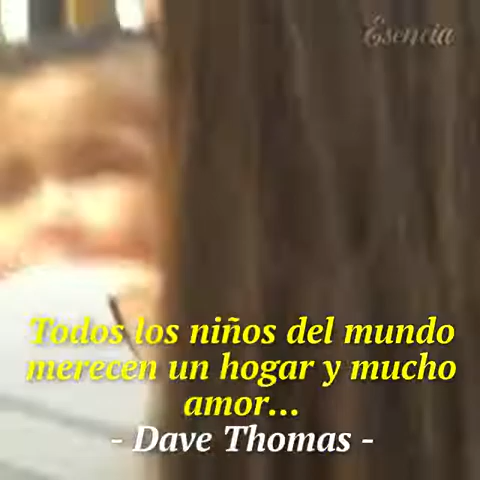 Esencia
Todos los niños del mundo
merecen un hogar y mucho
amor...
- Dave Thomas -